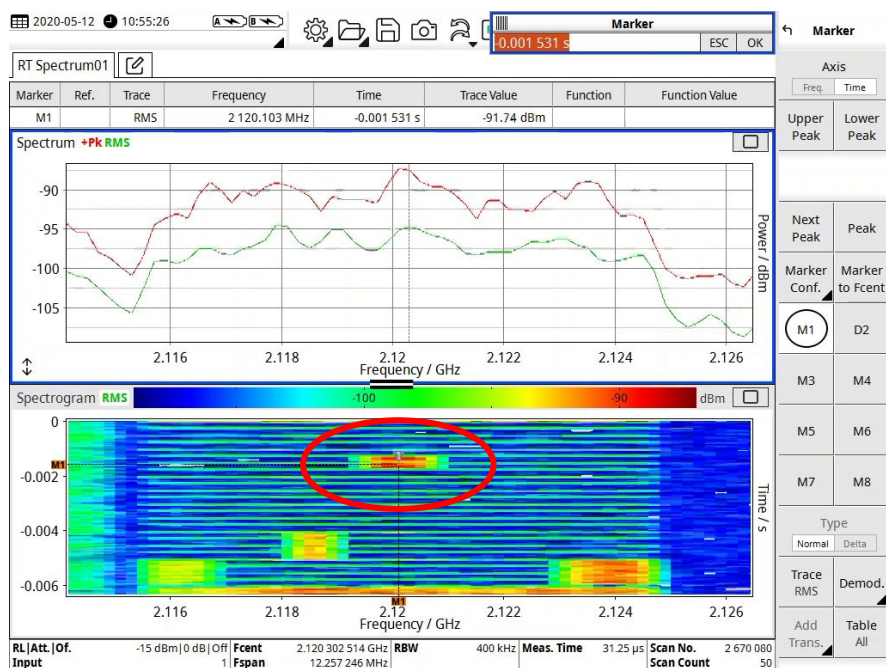 2020-05-12 10:55:26 A B
Marker
-0.001 531 s ESC OK
Marker
RT Spectrum01
Axis
Freq. Time
Marker Ref. Trace Frequency Time Trace Value Function Function Value
M1 RMS 2 120.103 MHz -0.001 531 s -91.74 dBm
Upper Peak Lower Peak
Spectrum +Pk RMS
-90
-95
-100
-105
Power / dBm
2.116 2.118 2.12 2.122 2.124 2.126
Frequency / GHz
Next Peak Peak
Marker Conf. Marker to Fcent
M1 D2
M3 M4
M5 M6
M7 M8
Type
Normal Delta
Trace RMS Demod.
Add Trans. Table All
Spectrogram RMS -100 -90 dBm
0
1
M1
-0.002
-0.004
-0.006
Time / s
M1
2.116 2.118 2.12 2.122 2.124 2.126
Frequency / GHz
RL|Att.|Of. -15 dBm|0 dB|Off Fcent 2.120 302 514 GHz RBW 400 kHz Meas. Time 31.25 µs Scan No. 2 670 080
Input 1 Fspan 12.257 246 MHz Scan Count 50